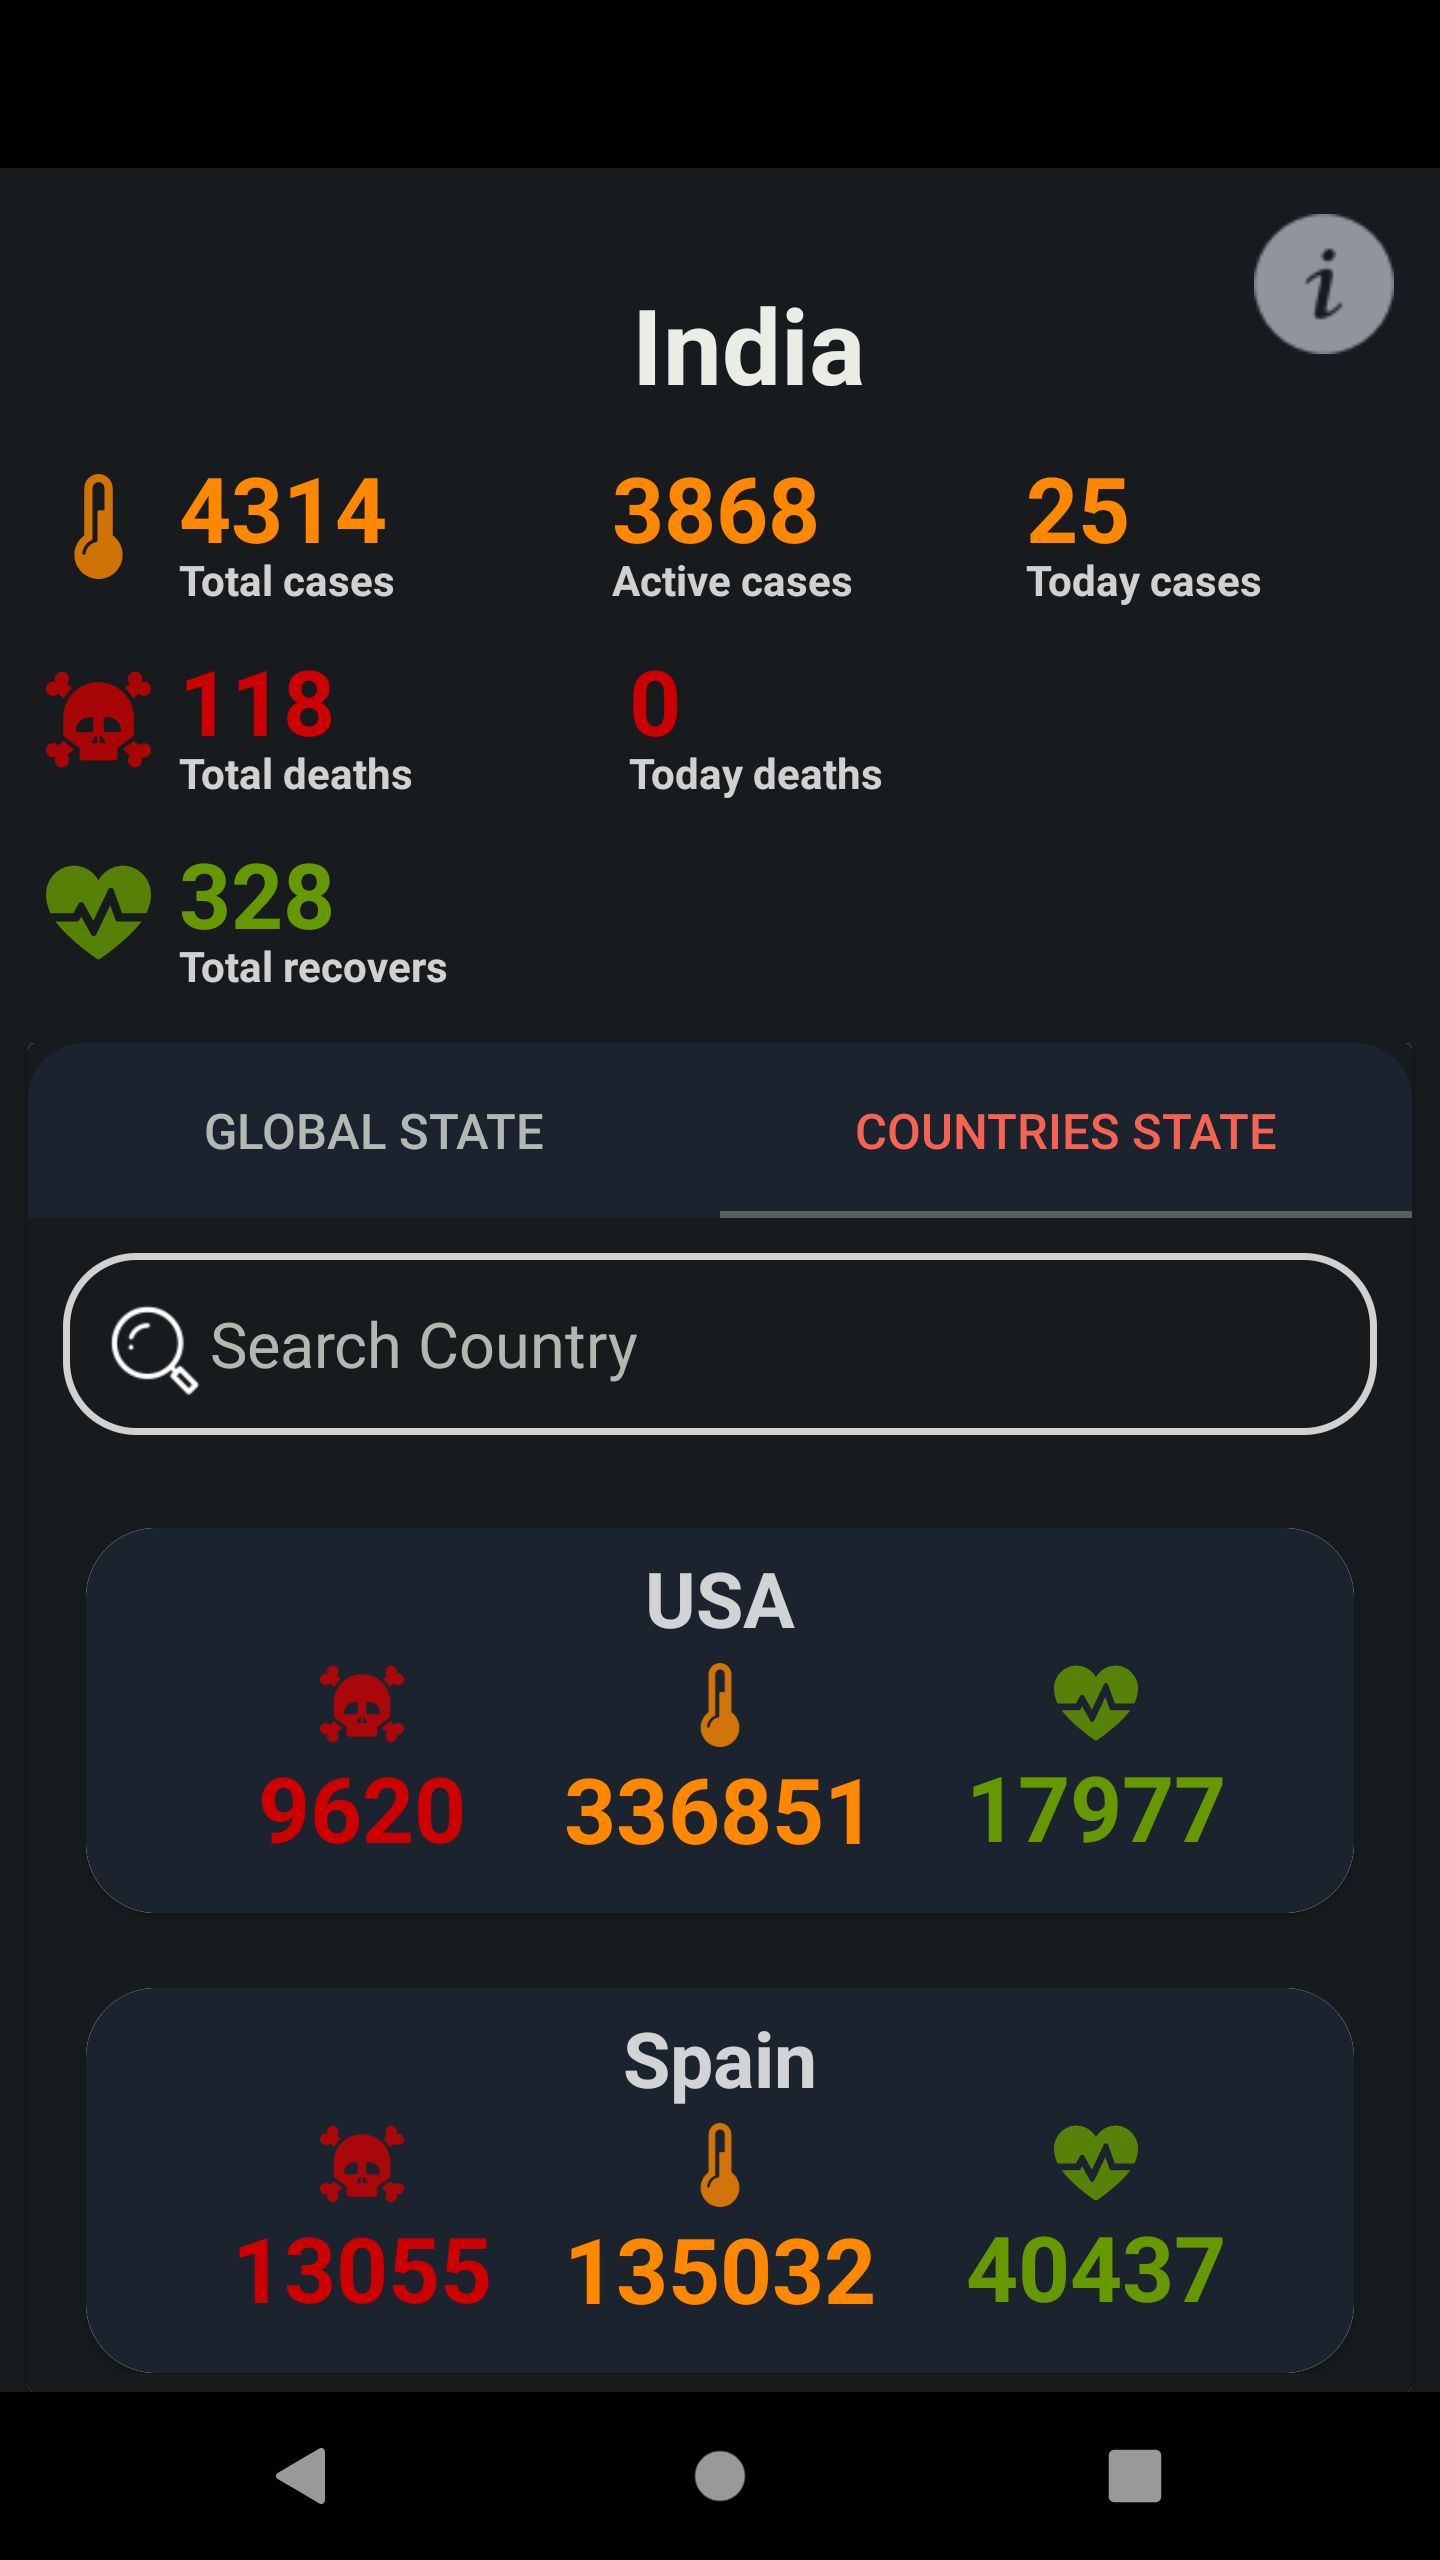 i
India
4314 3868 25
Total cases Active cases Today cases
118 0
Total deaths Today deaths
328
Total recovers
GLOBAL STATE COUNTRIES STATE
Search Country
USA
9620 336851 17977
Spain
13055 135032 40437